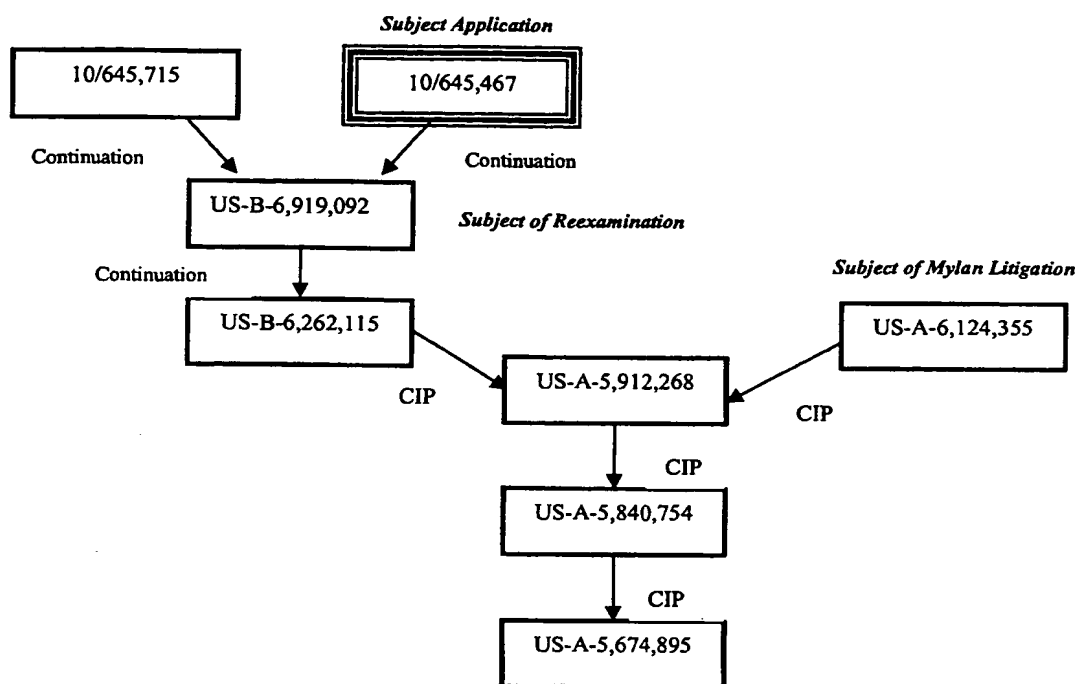 Subject Application
10/645,715
10/645,467
Continuation
Continuation
US-B-6,919,092
Subject of Reexamination
Continuation
Subject of Mylan Litigation
US-B-6,262,115
US-A-6,124,355
US-A-5,912,268
CIP
CIP
CIP
US-A-5,840,754
CIP
US-A-5,674,895